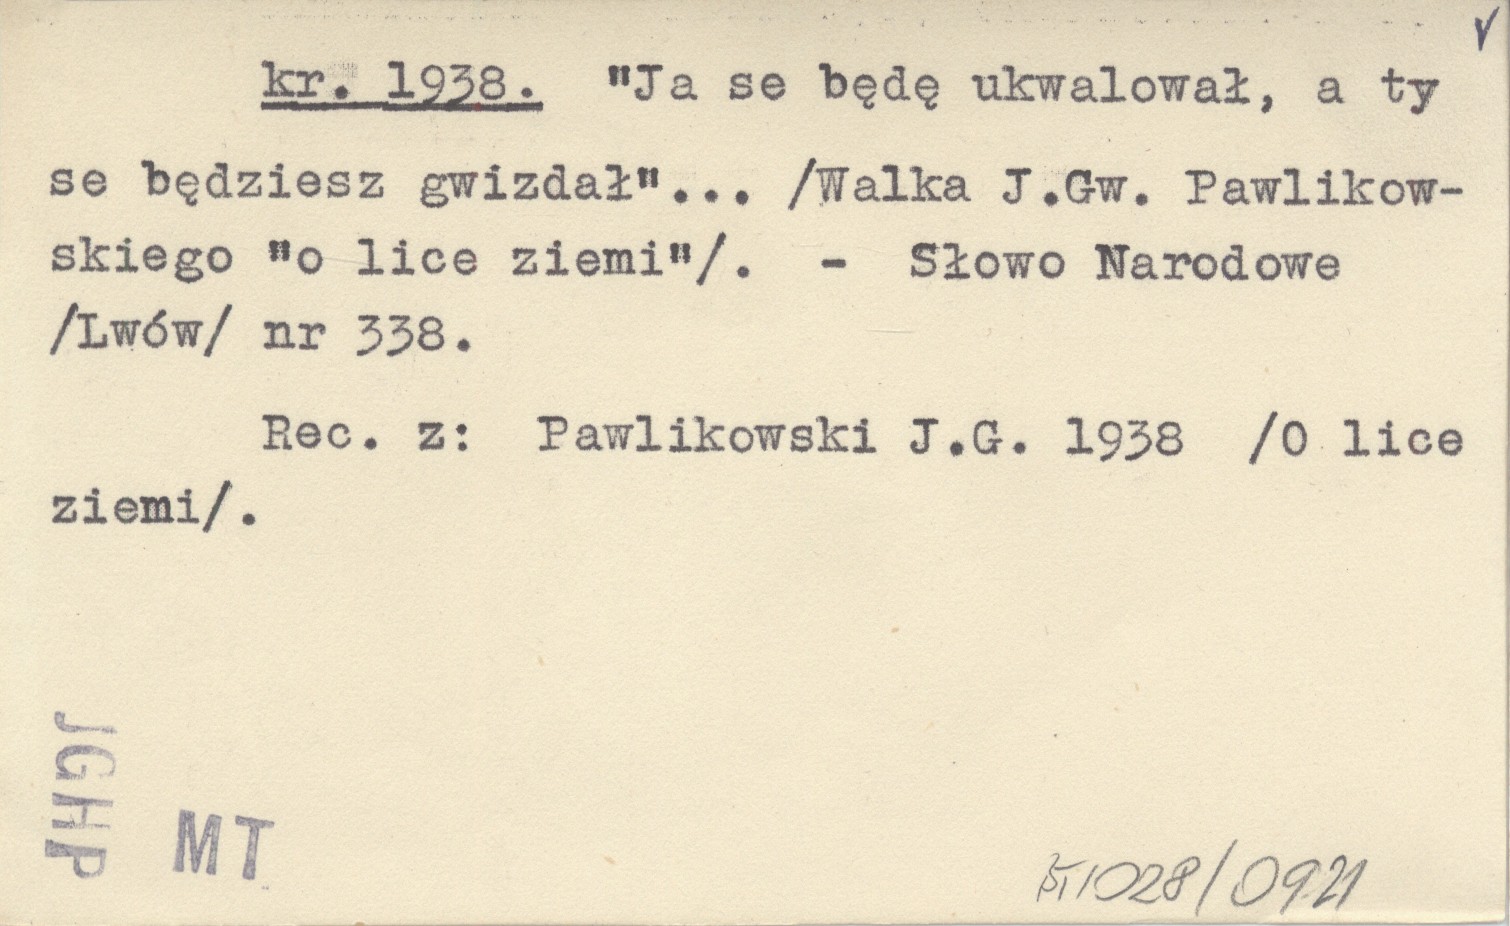 kr. 1938. "Ja se będę ukwalował, a ty
se będziesz gwizdał"... /Walka J.Gw. Pawlikow-
skiego "o lice ziemi"/. - Słowo Narodowe
/Lwów/ nr 338.
Rec. z: Pawlikowski J.G. 1938 /O lice
ziemi/.
JGHP
MT
1028/0921